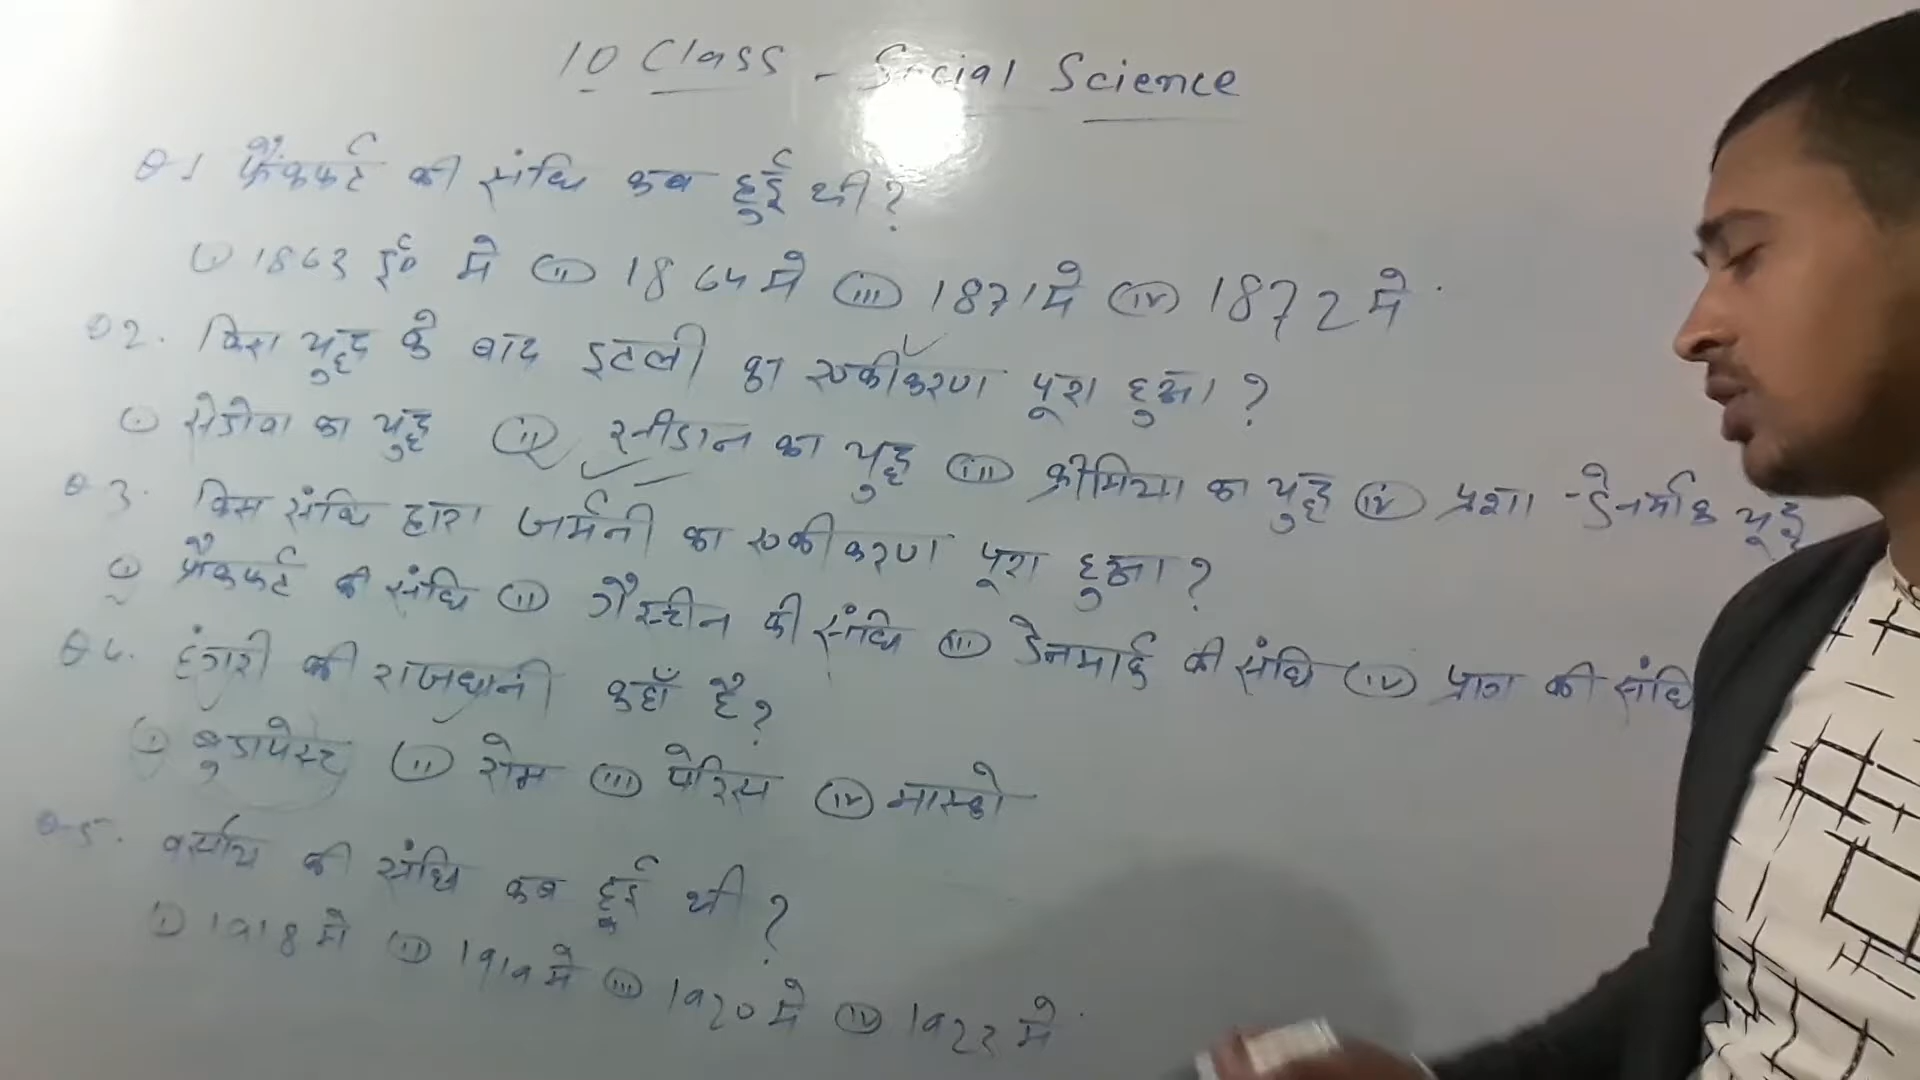 10 Class - Social Science
Q1 फ्रैंकफर्ट की संधि कब हुई थी?
(i) 1863 ई० में (ii) 1864 में (iii) 1871 में (iv) 1872 में
Q2. किस युद्ध के बाद इटली का एकीकरण पूरा हुआ?
(i) सेडोवा का युद्ध (ii) सीडान का युद्ध (iii) क्रीमिया का युद्ध (iv) प्रशा - डेनमार्क युद्ध
Q3. किस संधि द्वारा जर्मनी का एकीकरण पूरा हुआ?
(i) फ्रैंकफर्ट की संधि (ii) गैस्टीन की संधि (iii) डेनमार्क की संधि (iv) प्राग की संधि
Q4. हंगरी की राजधानी कहाँ है?
(i) बुडापेस्ट (ii) रोम (iii) पेरिस (iv) मास्को
Q5. वर्साय की संधि कब हुई थी?
(i) 1918 में (ii) 1919 में (iii) 1920 में (iv) 1922 में